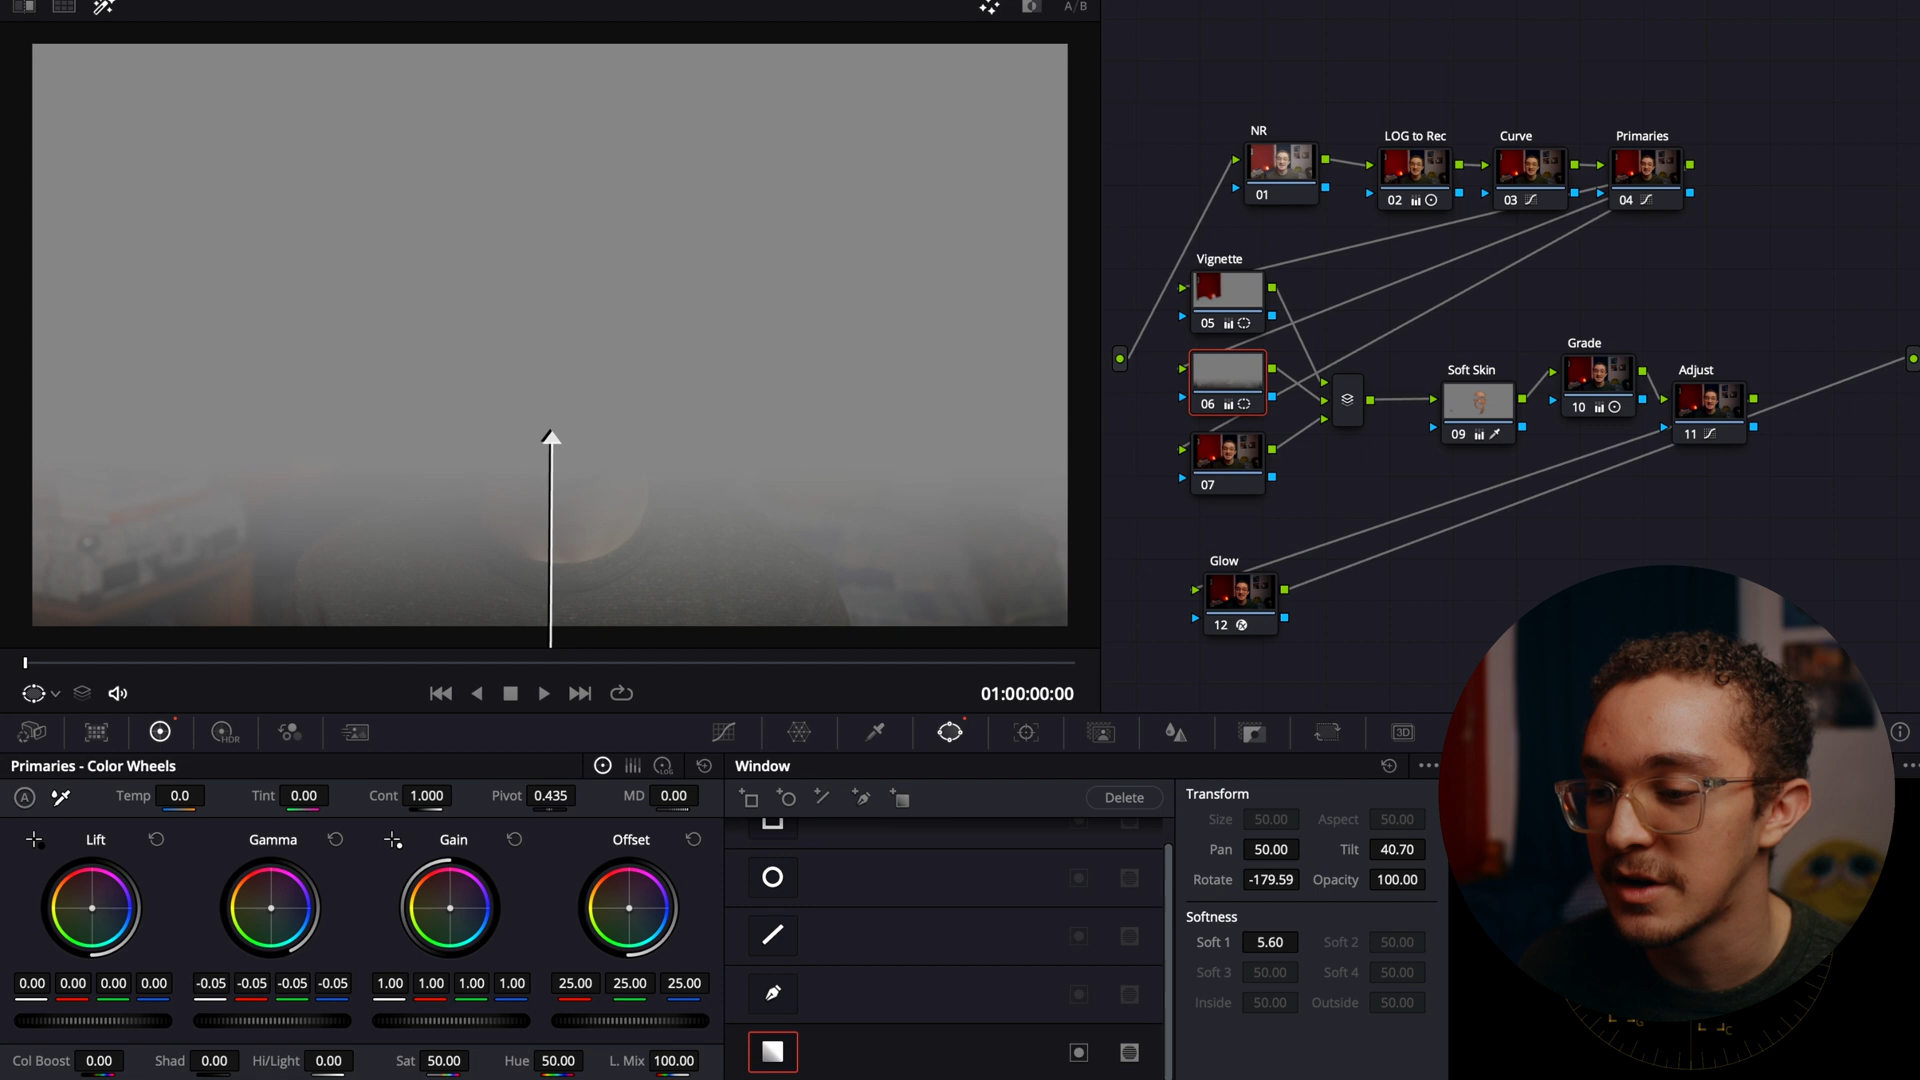 A/B
NR
LOG to Rec
Curve
Primaries
01
02
03
04
Vignette
05
06
07
Soft Skin
09
Grade
10
Adjust
11
Glow
12
01:00:00:00
HDR
3D
Primaries - Color Wheels
LOG
Window
A
Temp 0.0
Tint 0.00
Cont 1.000
Pivot 0.435
MD 0.00
Delete
Lift
Gamma
Gain
Offset
0.00 0.00 0.00 0.00
-0.05 -0.05 -0.05 -0.05
1.00 1.00 1.00 1.00
25.00 25.00 25.00
Col Boost 0.00
Shad 0.00
Hi/Light 0.00
Sat 50.00
Hue 50.00
L. Mix 100.00
Transform
Size 50.00 Aspect 50.00
Pan 50.00 Tilt 40.70
Rotate -179.59 Opacity 100.00
Softness
Soft 1 5.60 Soft 2 50.00
Soft 3 50.00 Soft 4 50.00
Inside 50.00 Outside 50.00
G
C